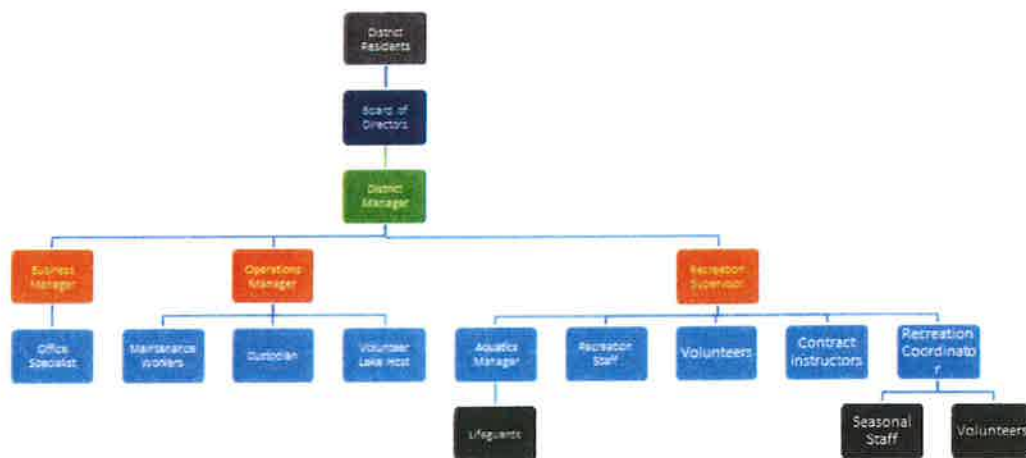 District
Residents
Board of
Directors
District
Manager
Business
Manager
Operations
Manager
Recreation
Supervisor
Office
Specialist
Maintenance
Workers
Custodian
Volunteer
Lake Host
Aquatics
Manager
Recreation
Staff
Volunteers
Contract
instructors
Recreation
Coordinato
r
Lifeguards
Seasonal
Staff
Volunteers